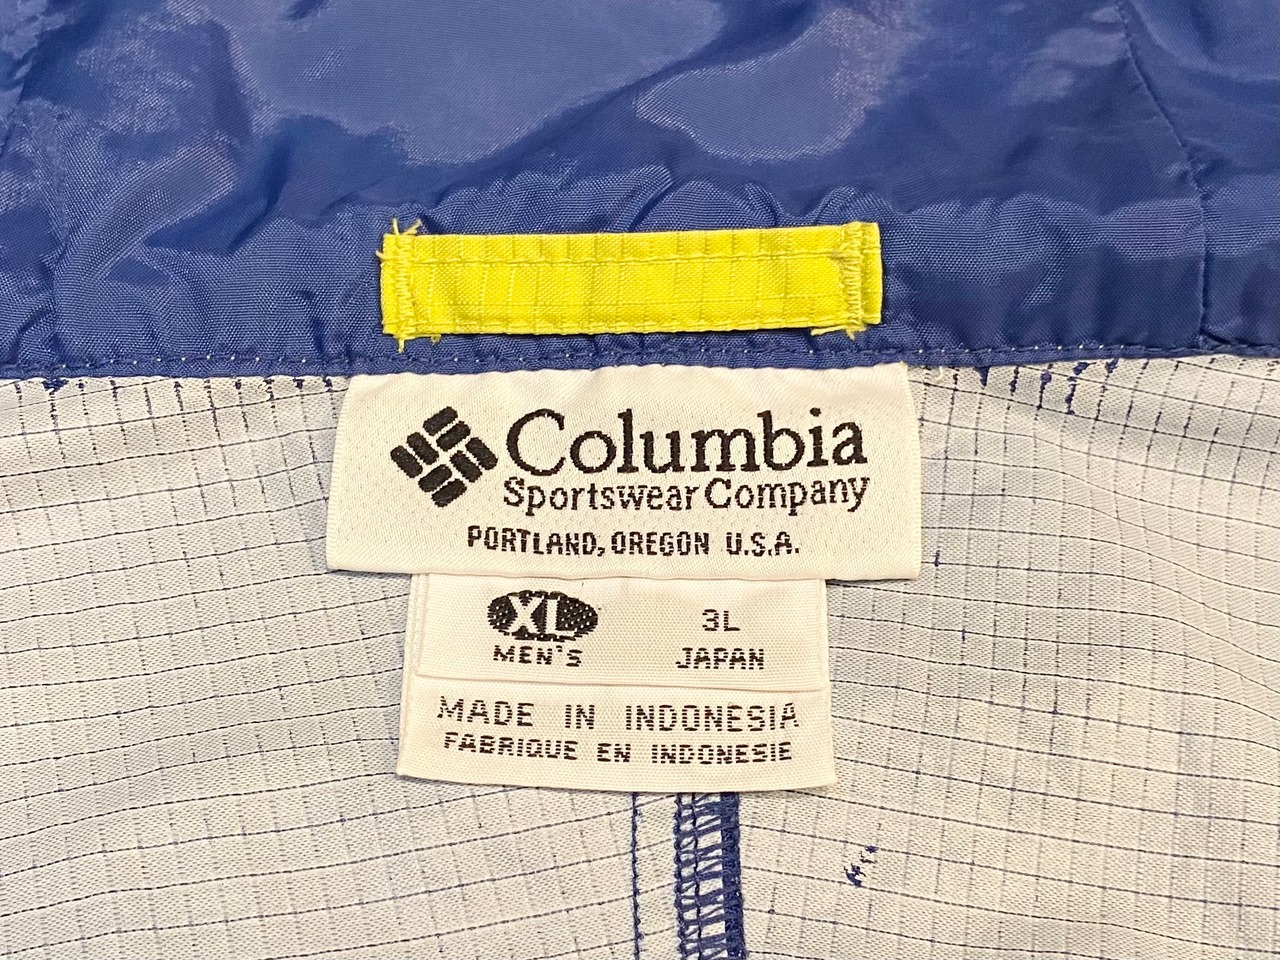 Columbia
Sportswear Company
PORTLAND, OREGON U.S.A.
XL 3L
MEN'S JAPAN
MADE IN INDONESIA
FABRIQUE EN INDONESIE